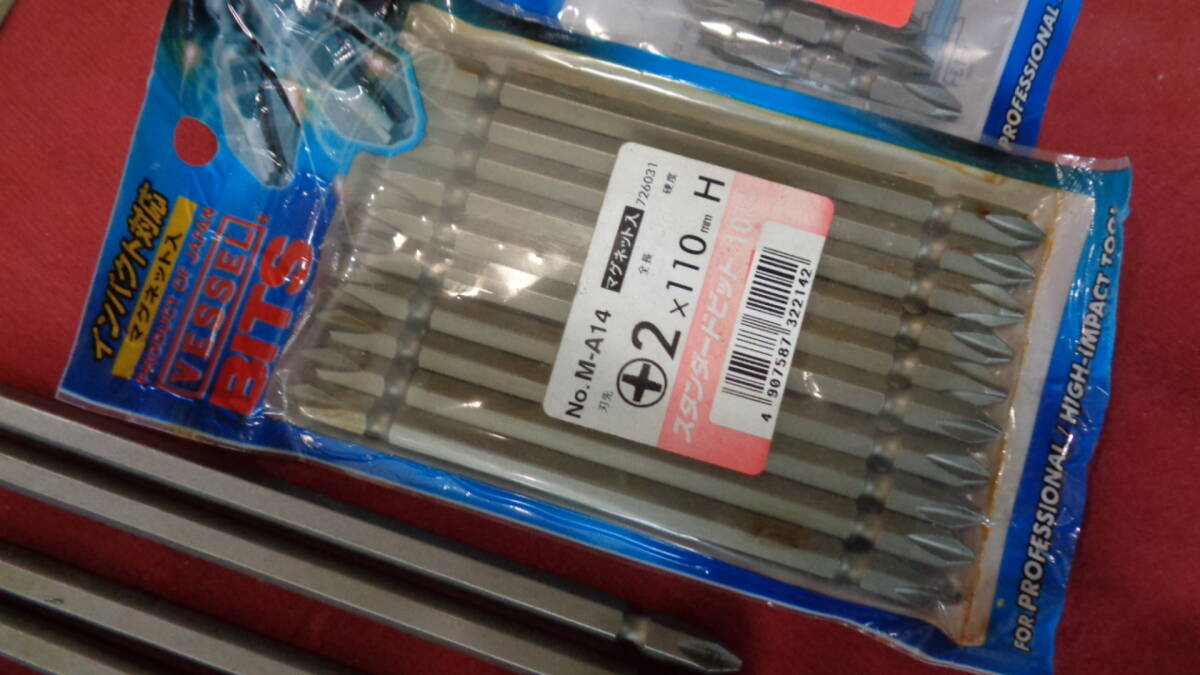 インパクト対応
マグネット入
PRODUCT OF JAPAN
VESSEL
BITS
No.M-A14
マグネット入
726031
刃先
2×110mm
全長
硬度
H
スタンダードビット 10
4 907587 322142
FOR PROFESSIONAL / HIGH-IMPACT TOOL
PROFESSIONAL